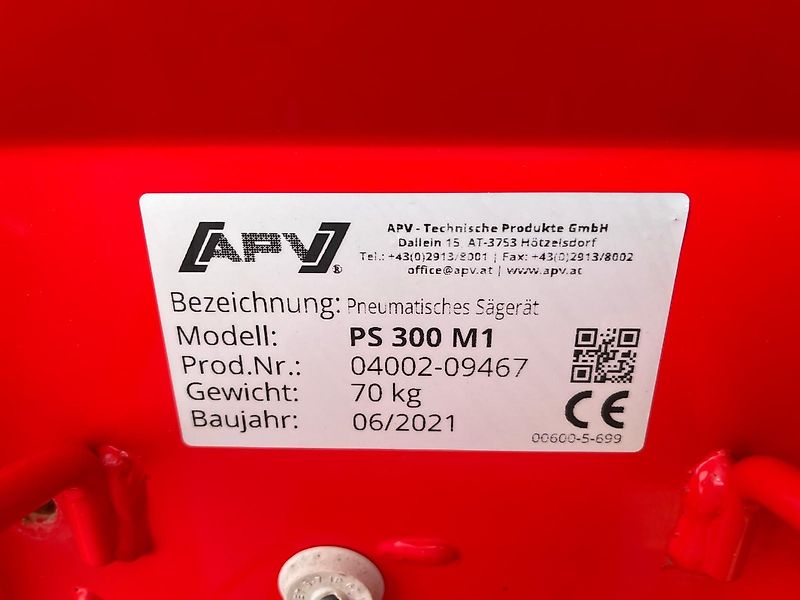 APV®
APV - Technische Produkte GmbH
Dallein 15 AT-3753 Hötzelsdorf
Tel.: +43(0)2913/8001 | Fax: +43(0)2913/8002
office@apv.at | www.apv.at
Bezeichnung: Pneumatisches Sägerät
Modell: PS 300 M1
Prod.Nr.: 04002-09467
Gewicht: 70 kg
Baujahr: 06/2021
CE
00600-5-699